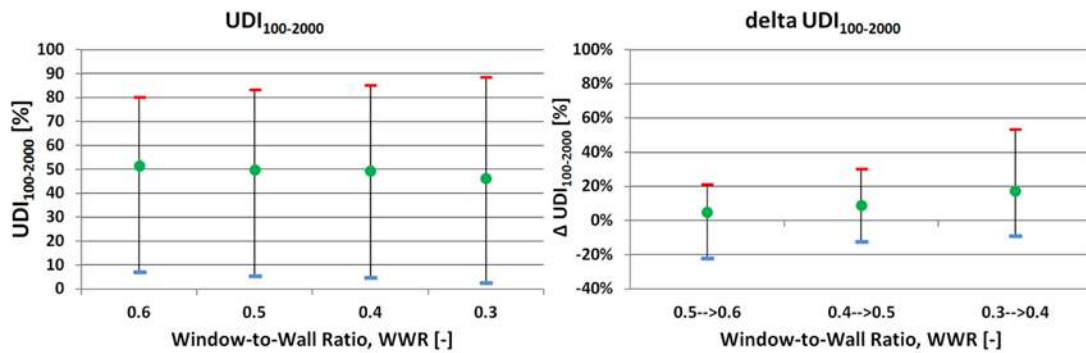 UDI100-2000
UDI100-2000 [%]
100
90
80
70
60
50
40
30
20
10
0
0.6 0.5 0.4 0.3
Window-to-Wall Ratio, WWR [-]
delta UDI100-2000
Δ UDI100-2000 [%]
100%
80%
60%
40%
20%
0%
-20%
-40%
0.5-->0.6 0.4-->0.5 0.3-->0.4
Window-to-Wall Ratio, WWR [-]